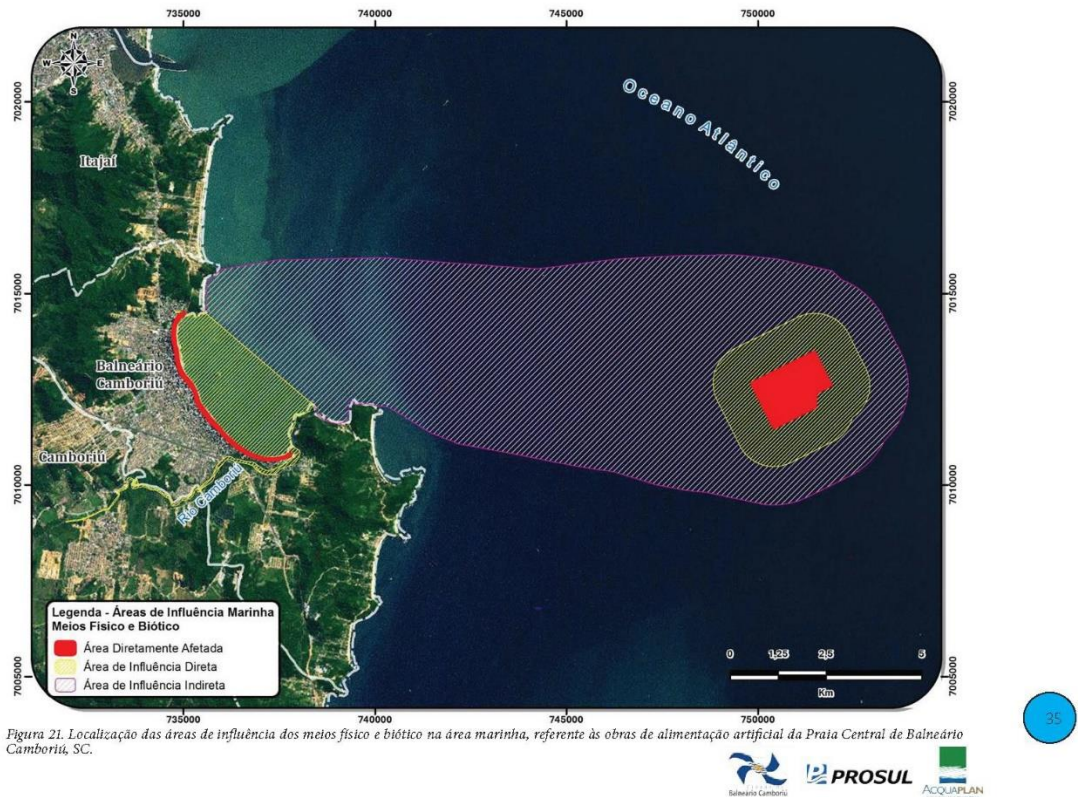 735000
740000
745000
750000
N
W
E
S
7020000
7020000
Oceano Atlântico
Itajaí
7015000
7015000
Balneário
Camboriú
Camboriú
7010000
7010000
Rio Camboriú
Legenda - Áreas de Influência Marinha
Meios Físico e Biótico
Área Diretamente Afetada
Área de Influência Direta
Área de Influência Indireta
0
1,25
2,5
5
Km
7005000
7005000
735000
740000
745000
750000
35
Figura 21. Localização das áreas de influência dos meios físico e biótico na área marinha, referente às obras de alimentação artificial da Praia Central de Balneário
Camboriú, SC.
Balneário Camboriú
PROSUL
ACQUAPLAN